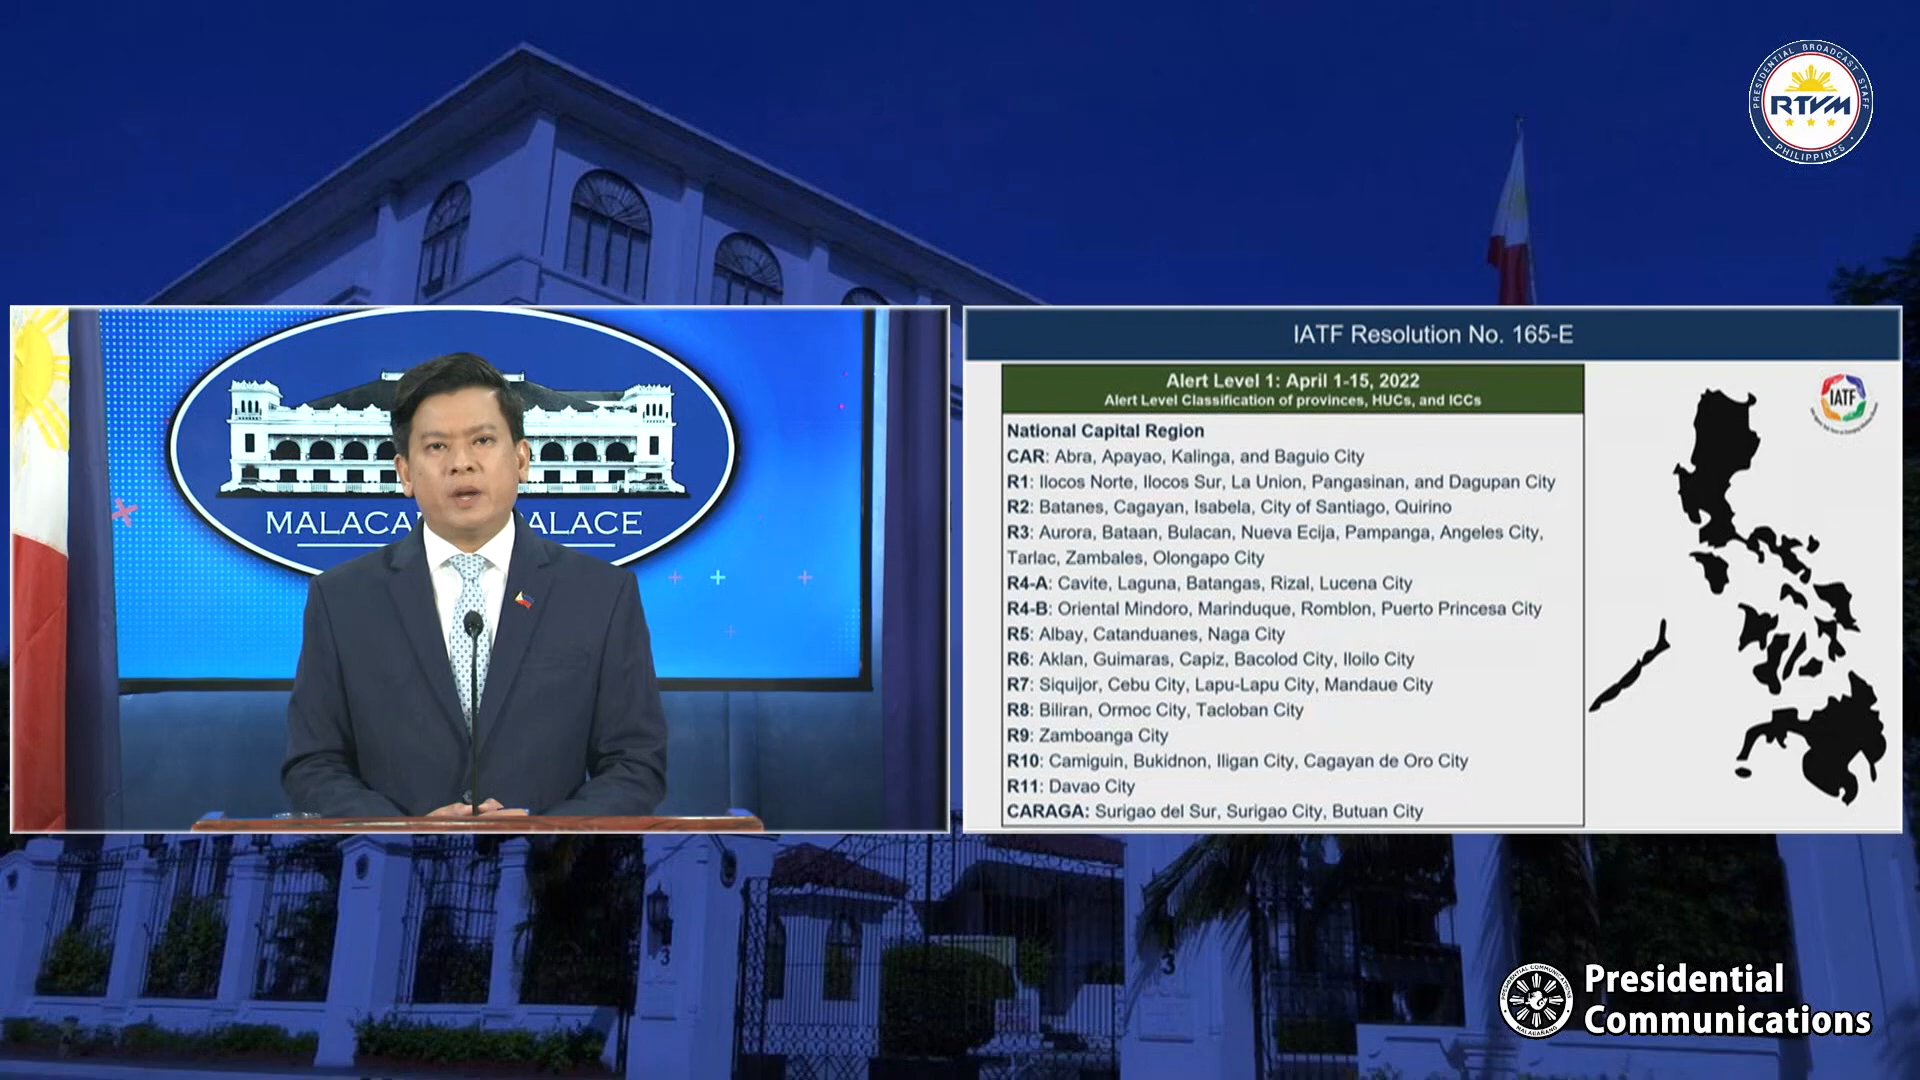 PRESIDENTIAL BROADCAST STAFF
RTVM
PHILIPPINES
MALACA ALACE
IATF Resolution No. 165-E
Alert Level 1: April 1-15, 2022
Alert Level Classification of provinces, HUCs, and ICCs
IATF
National Capital Region
CAR: Abra, Apayao, Kalinga, and Baguio City
R1: Ilocos Norte, Ilocos Sur, La Union, Pangasinan, and Dagupan City
R2: Batanes, Cagayan, Isabela, City of Santiago, Quirino
R3: Aurora, Bataan, Bulacan, Nueva Ecija, Pampanga, Angeles City,
Tarlac, Zambales, Olongapo City
R4-A: Cavite, Laguna, Batangas, Rizal, Lucena City
R4-B: Oriental Mindoro, Marinduque, Romblon, Puerto Princesa City
R5: Albay, Catanduanes, Naga City
R6: Aklan, Guimaras, Capiz, Bacolod City, Iloilo City
R7: Siquijor, Cebu City, Lapu-Lapu City, Mandaue City
R8: Biliran, Ormoc City, Tacloban City
R9: Zamboanga City
R10: Camiguin, Bukidnon, Iligan City, Cagayan de Oro City
R11: Davao City
CARAGA: Surigao del Sur, Surigao City, Butuan City
3
3
PRESIDENTIAL COMMUNICATIONS
MALACAÑANG
Presidential
Communications